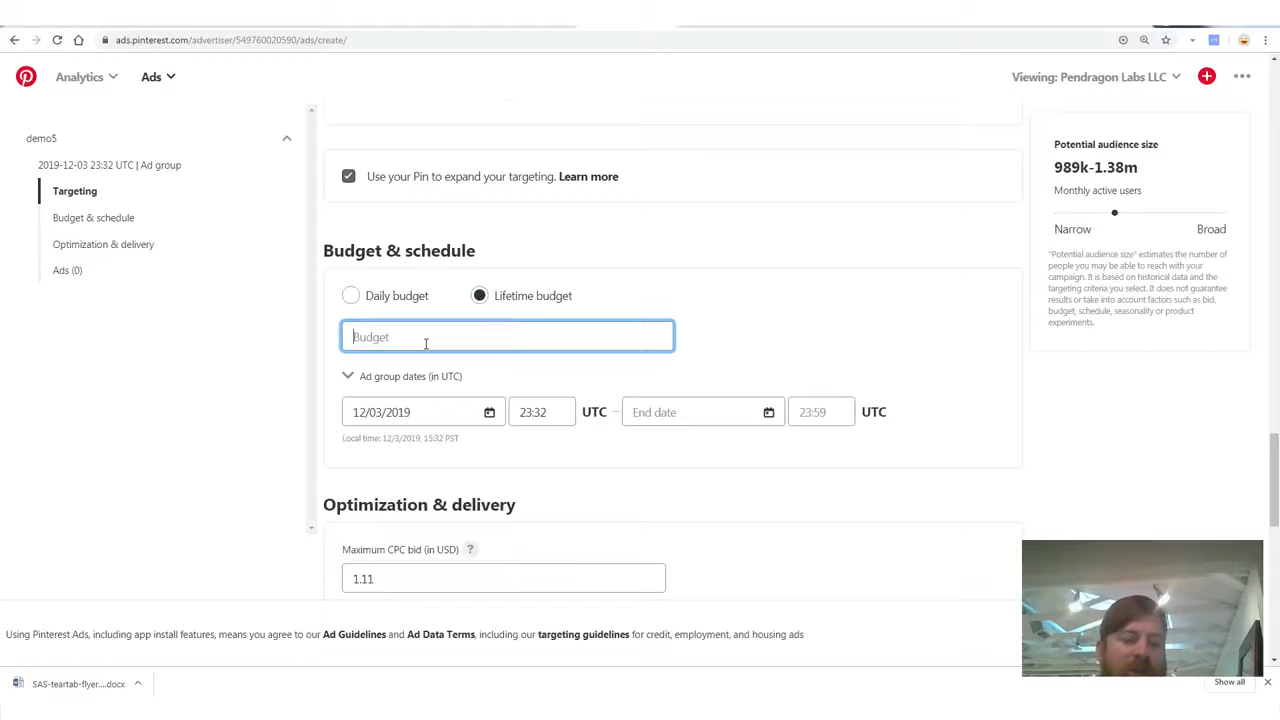 ads.pinterest.com/advertiser/549760020590/ads/create/
Analytics
Ads
Viewing: Pendragon Labs LLC
demo5
2019-12-03 23:32 UTC | Ad group
Targeting
Budget & schedule
Optimization & delivery
Ads (0)
Use your Pin to expand your targeting. Learn more
Budget & schedule
Daily budget
Lifetime budget
Budget
Ad group dates (in UTC)
12/03/2019
23:32
UTC
End date
23:59
UTC
Local time: 12/3/2019, 15:32 PST
Optimization & delivery
Maximum CPC bid (in USD) ?
1.11
Potential audience size
989k-1.38m
Monthly active users
Narrow
Broad
"Potential audience size" estimates the number of
people you may be able to reach with your
campaign. It is based on historical data and the
targeting criteria you select. It does not guarantee
results or take into account factors such as bid,
budget, schedule, seasonality or product
experiments.
Using Pinterest Ads, including app install features, means you agree to our Ad Guidelines and Ad Data Terms, including our targeting guidelines for credit, employment, and housing ads
SAS-teartab-flyer....docx
Show all